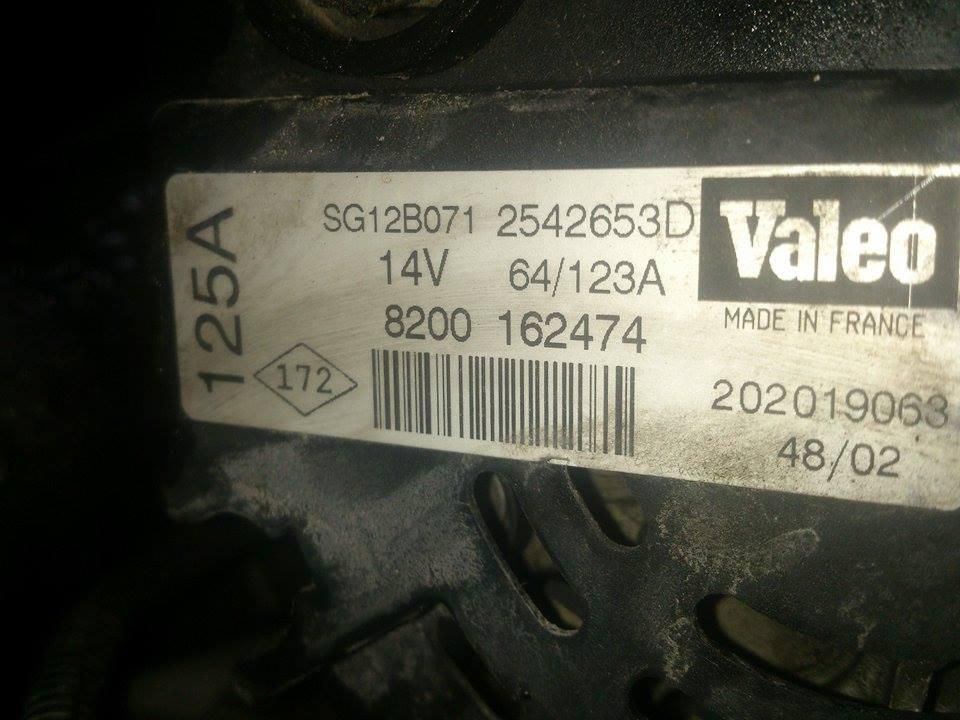 125A
SG12B071 2542653D
14V 64/123A
8200 162474
172
Valeo
MADE IN FRANCE
202019063
48/02